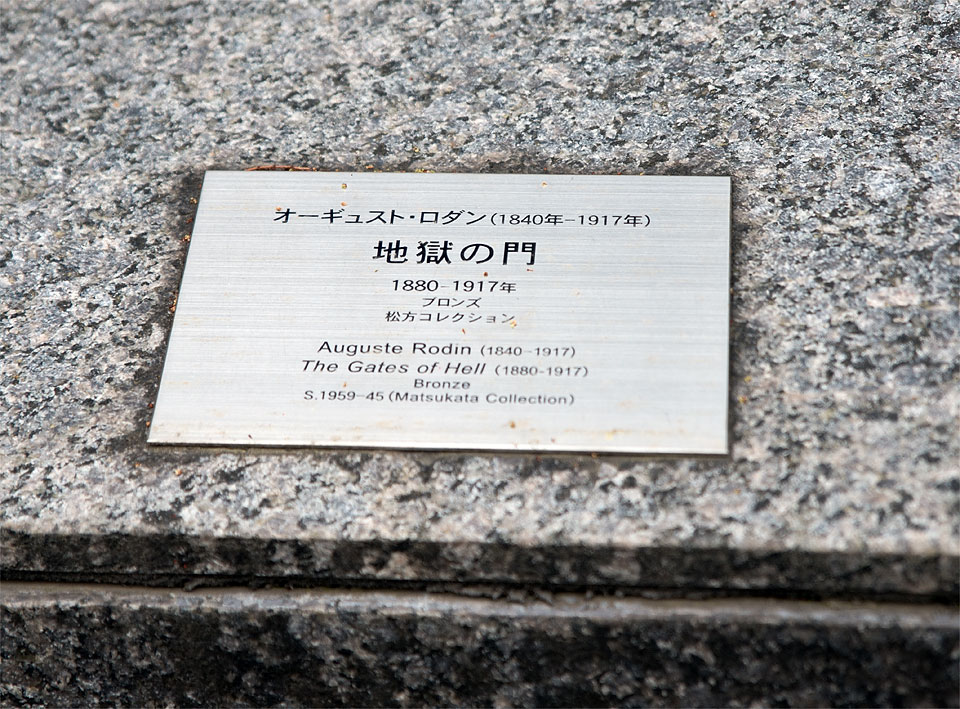 オーギュスト・ロダン(1840年-1917年)
地獄の門
1880-1917年
ブロンズ
松方コレクション
Auguste Rodin (1840-1917)
The Gates of Hell (1880-1917)
Bronze
S.1959-45(Matsukata Collection)